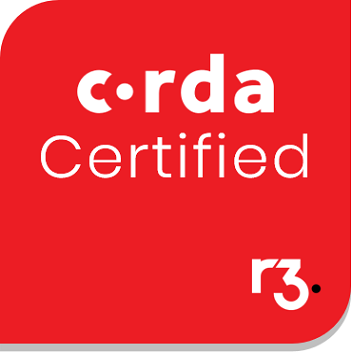 c•rda
Certified
r3.